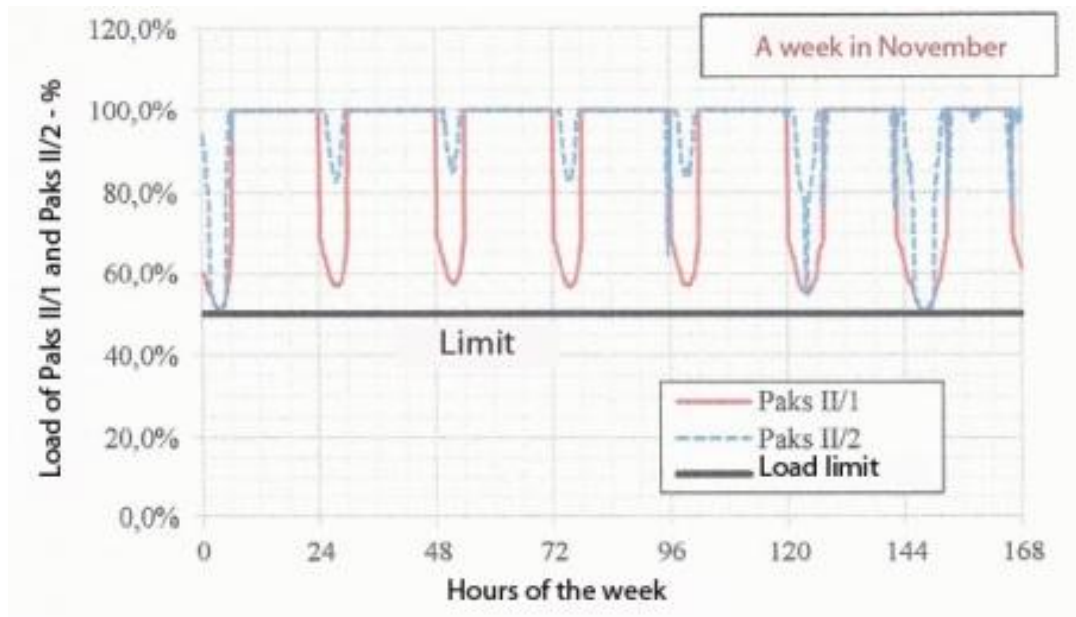 A week in November
120,0%
100,0%
80,0%
60,0%
40,0%
20,0%
0,0%
Load of Paks II/1 and Paks II/2 - %
Limit
Paks II/1
Paks II/2
Load limit
0 24 48 72 96 120 144 168
Hours of the week